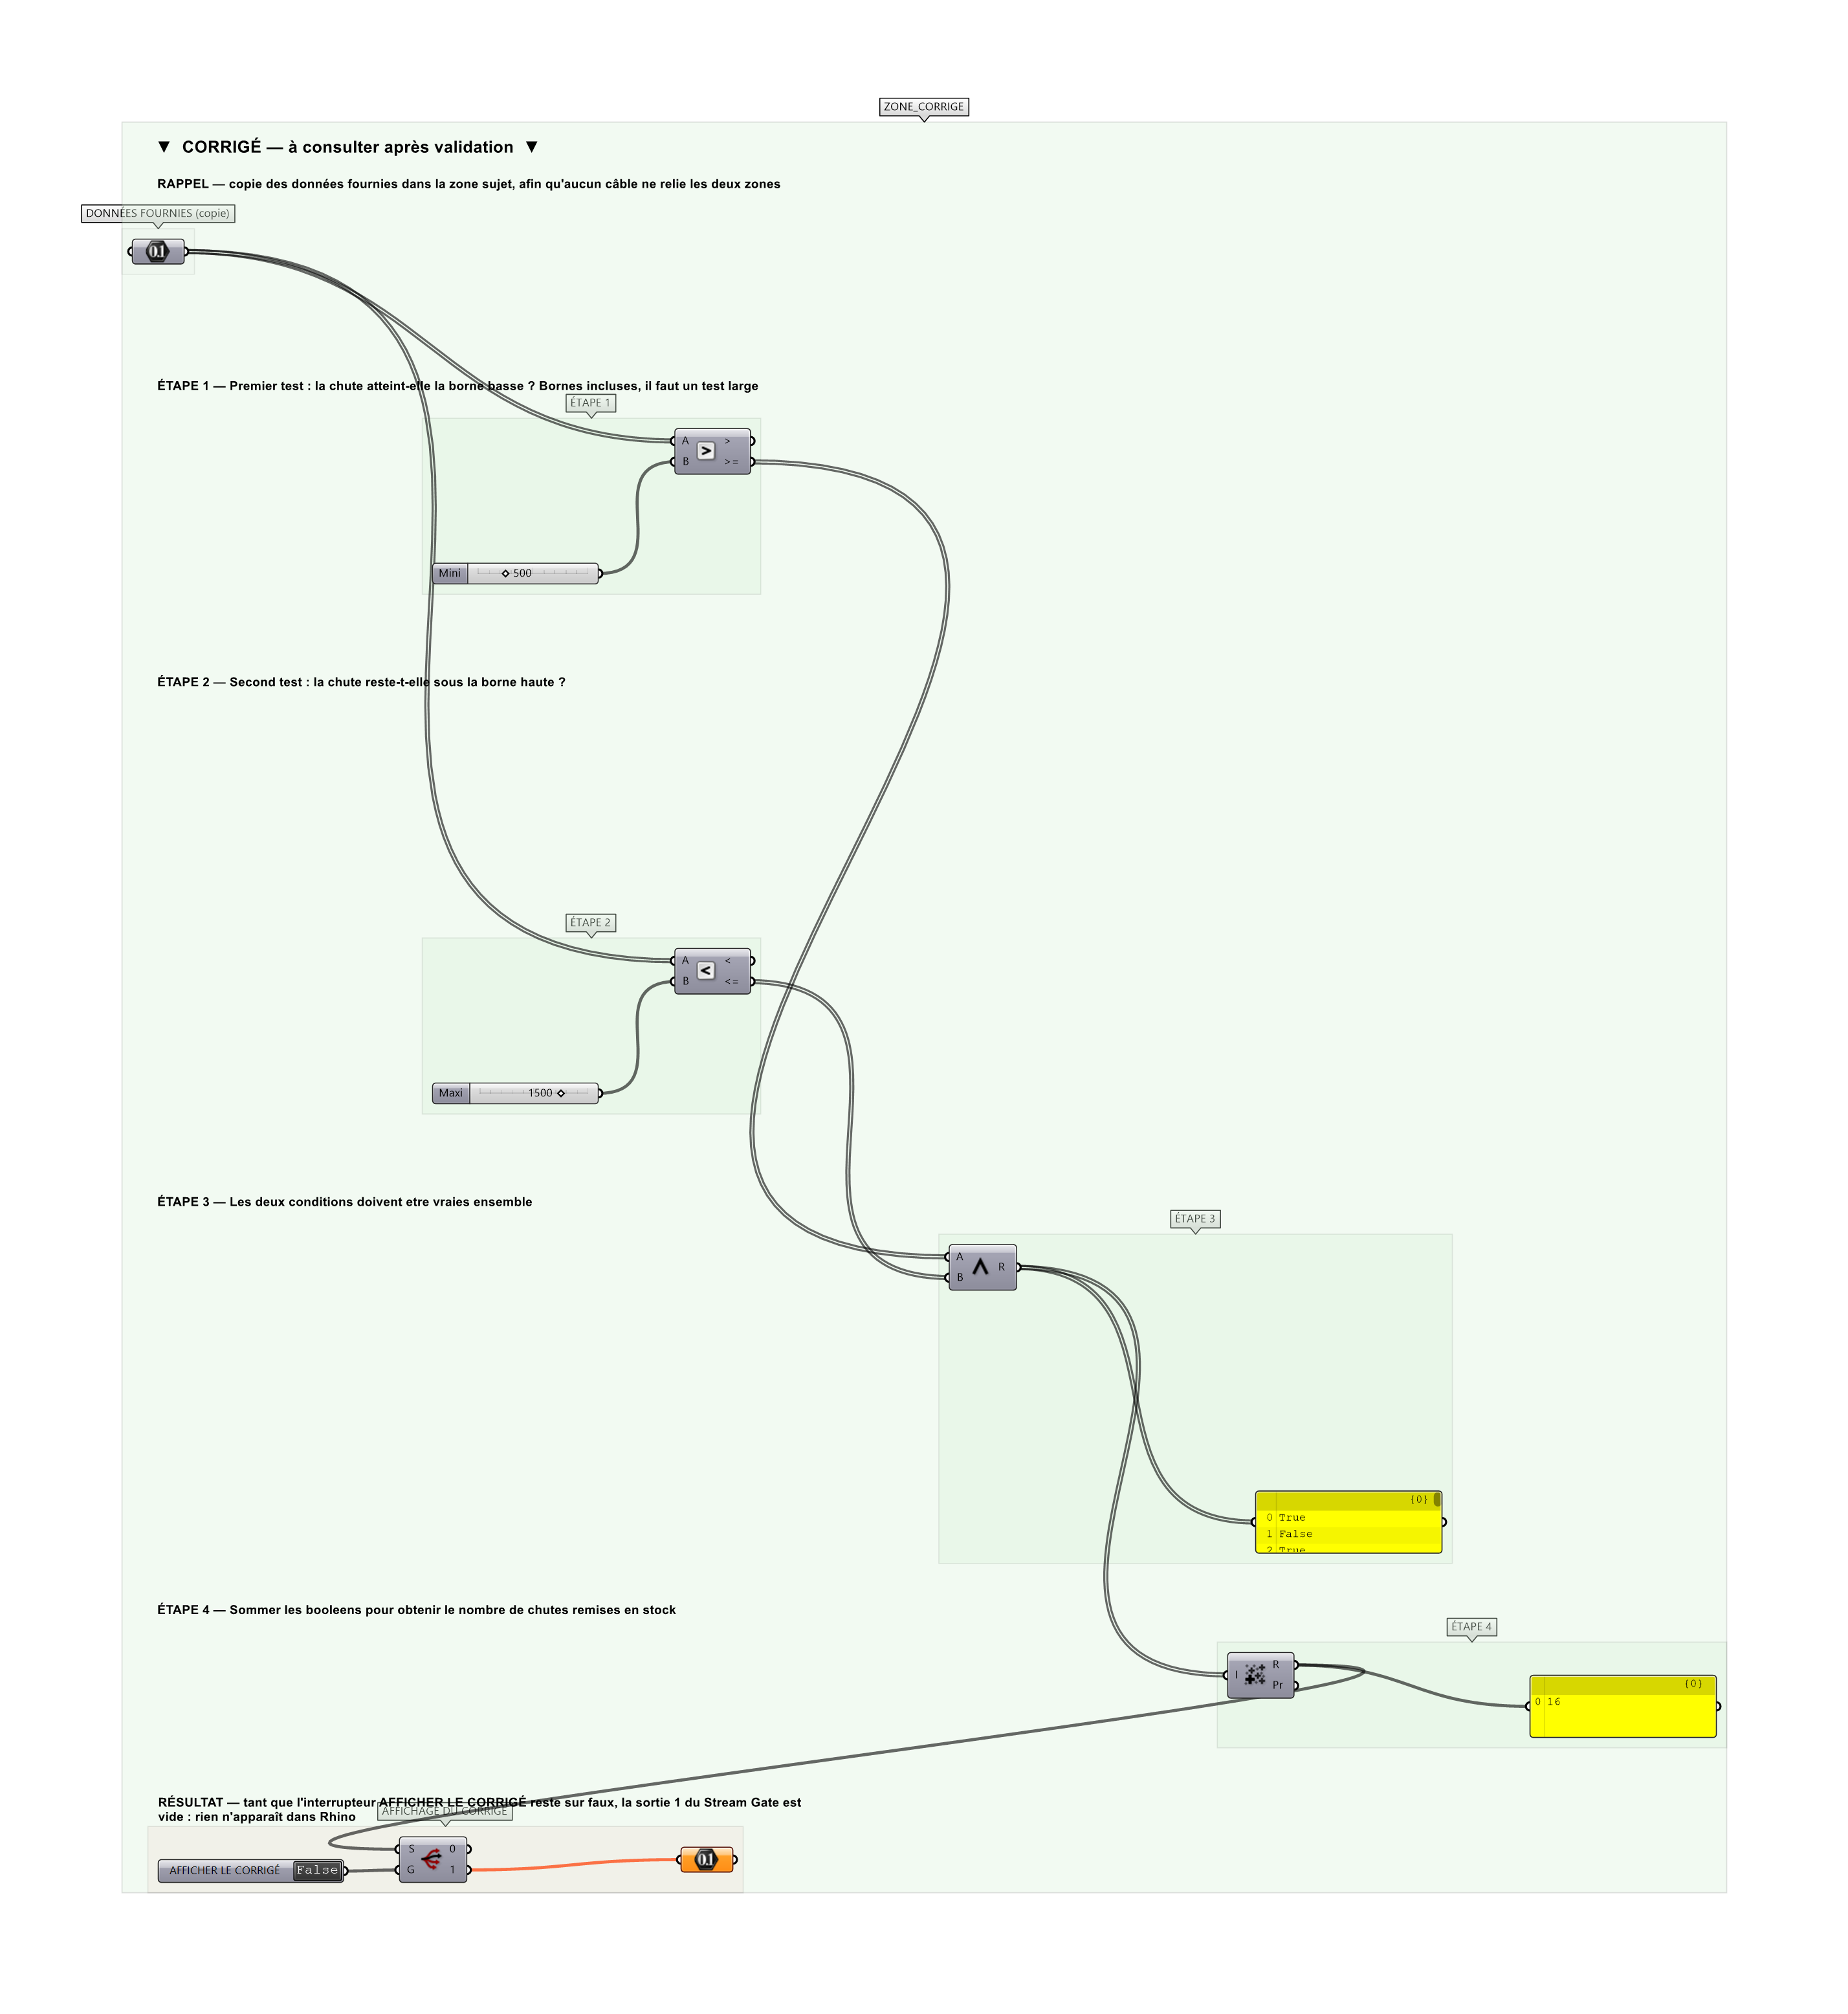 ZONE_CORRIGE
▼ CORRIGÉ — à consulter après validation ▼
RAPPEL — copie des données fournies dans la zone sujet, afin qu'aucun câble ne relie les deux zones
DONNÉES FOURNIES (copie)
0.1
ÉTAPE 1 — Premier test : la chute atteint-elle la borne basse ? Bornes incluses, il faut un test large
ÉTAPE 1
A >
B >=
Mini 500
ÉTAPE 2 — Second test : la chute reste-t-elle sous la borne haute ?
ÉTAPE 2
A <
B <=
Maxi 1500
ÉTAPE 3 — Les deux conditions doivent etre vraies ensemble
ÉTAPE 3
A
B R
{0}
0 True
1 False
2 True
ÉTAPE 4 — Sommer les booleens pour obtenir le nombre de chutes remises en stock
ÉTAPE 4
I R
Pr
{0}
0 16
RÉSULTAT — tant que l'interrupteur AFFICHER LE CORRIGÉ reste sur faux, la sortie 1 du Stream Gate est
vide : rien n'apparaît dans Rhino
AFFICHAGE DU CORRIGÉ
S 0
G 1
AFFICHER LE CORRIGÉ False
0.1